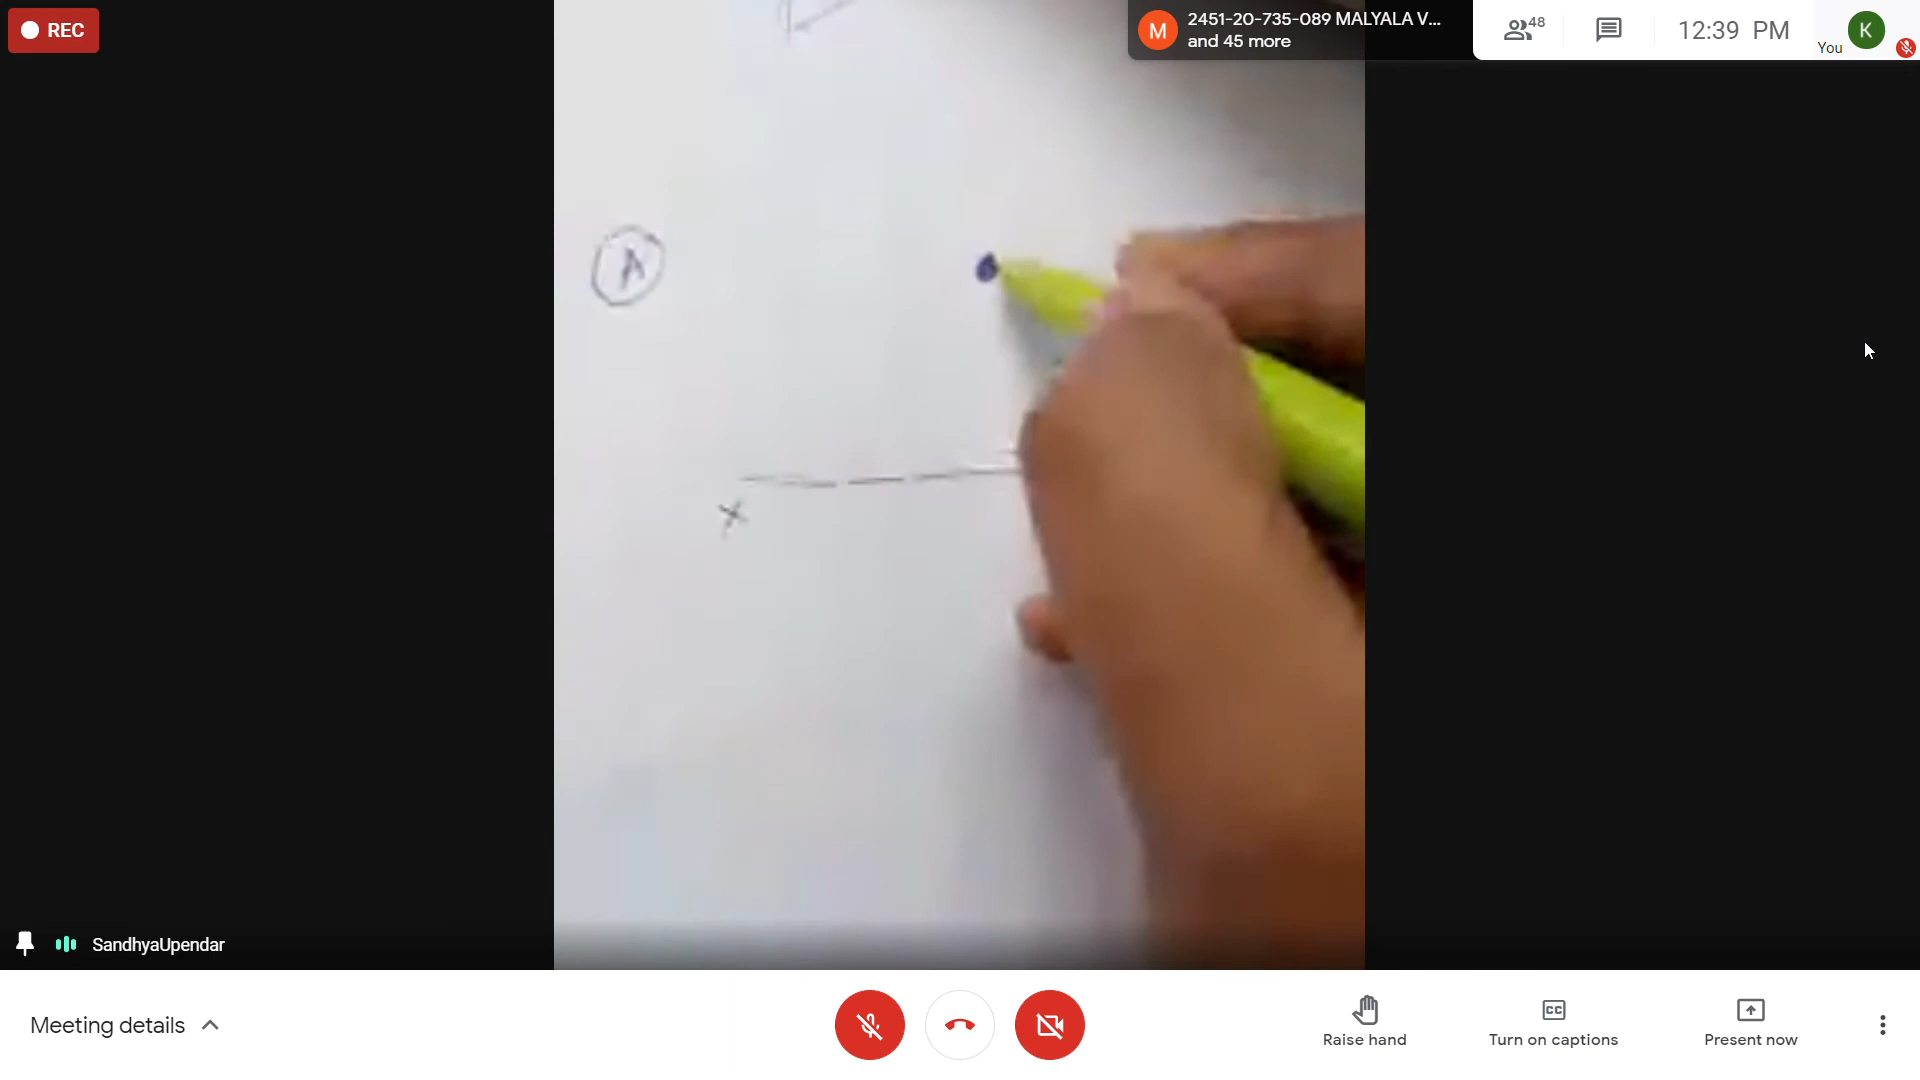 REC
2451-20-735-089 MALYALA V...
and 45 more
48
12:39 PM
You
K
M
A
x
SandhyaUpendar
Meeting details
CC
Raise hand
Turn on captions
Present now